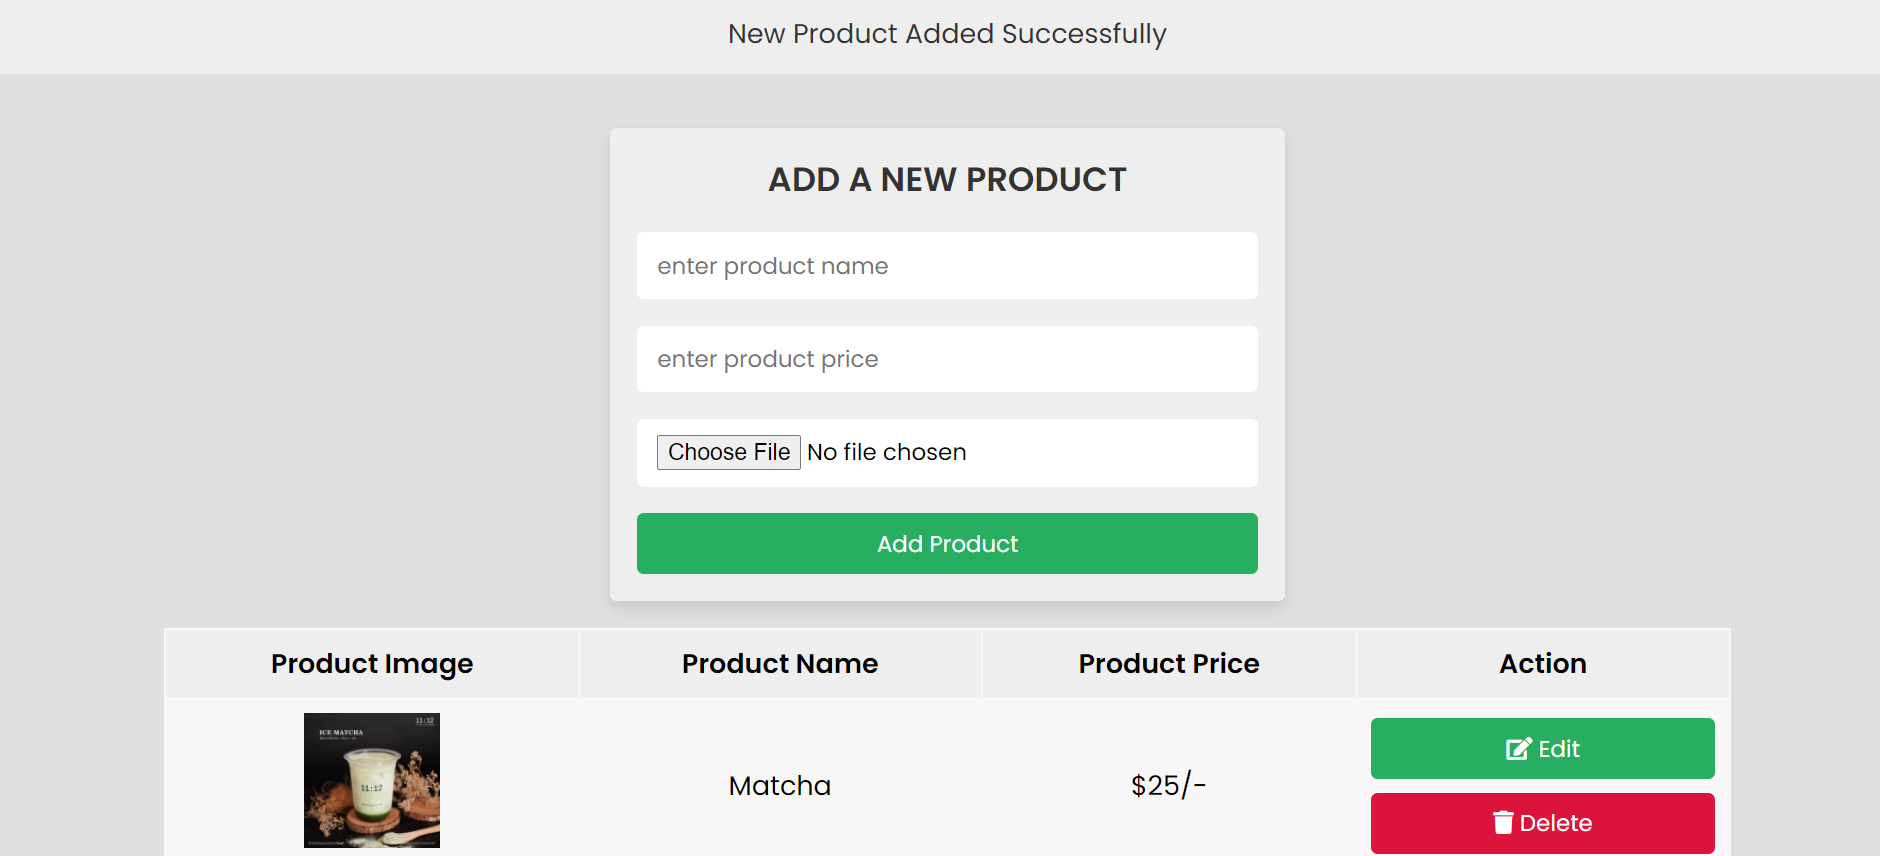 New Product Added Successfully
ADD A NEW PRODUCT
enter product name
enter product price
Choose File No file chosen
Add Product
Product Image Product Name Product Price Action
11:12
ICE MATCHA
11:12
Matcha
$25/-
Edit
Delete